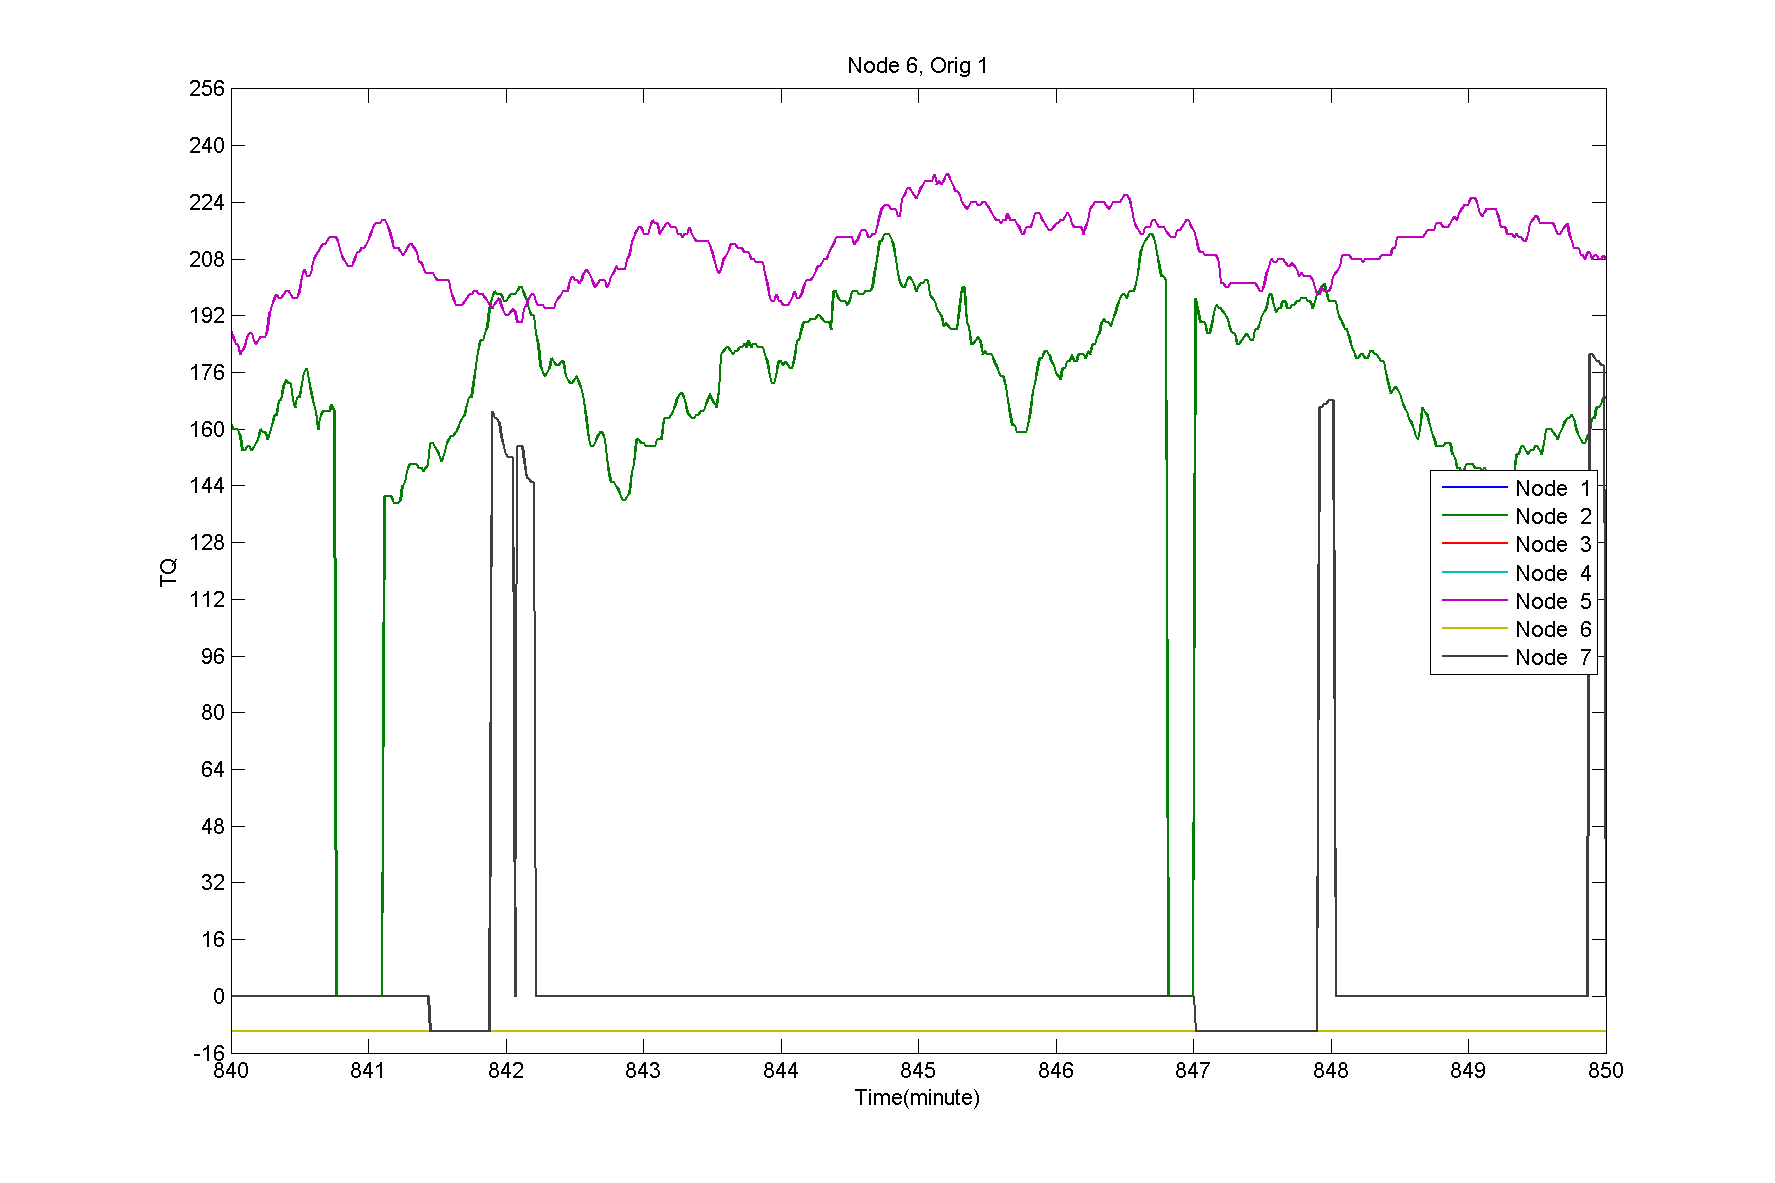 Node 6, Orig 1
256
240
224
208
192
176
160
144
128
112
96
80
64
48
32
16
0
-16
TQ
Node 1
Node 2
Node 3
Node 4
Node 5
Node 6
Node 7
840 841 842 843 844 845 846 847 848 849 850
Time(minute)